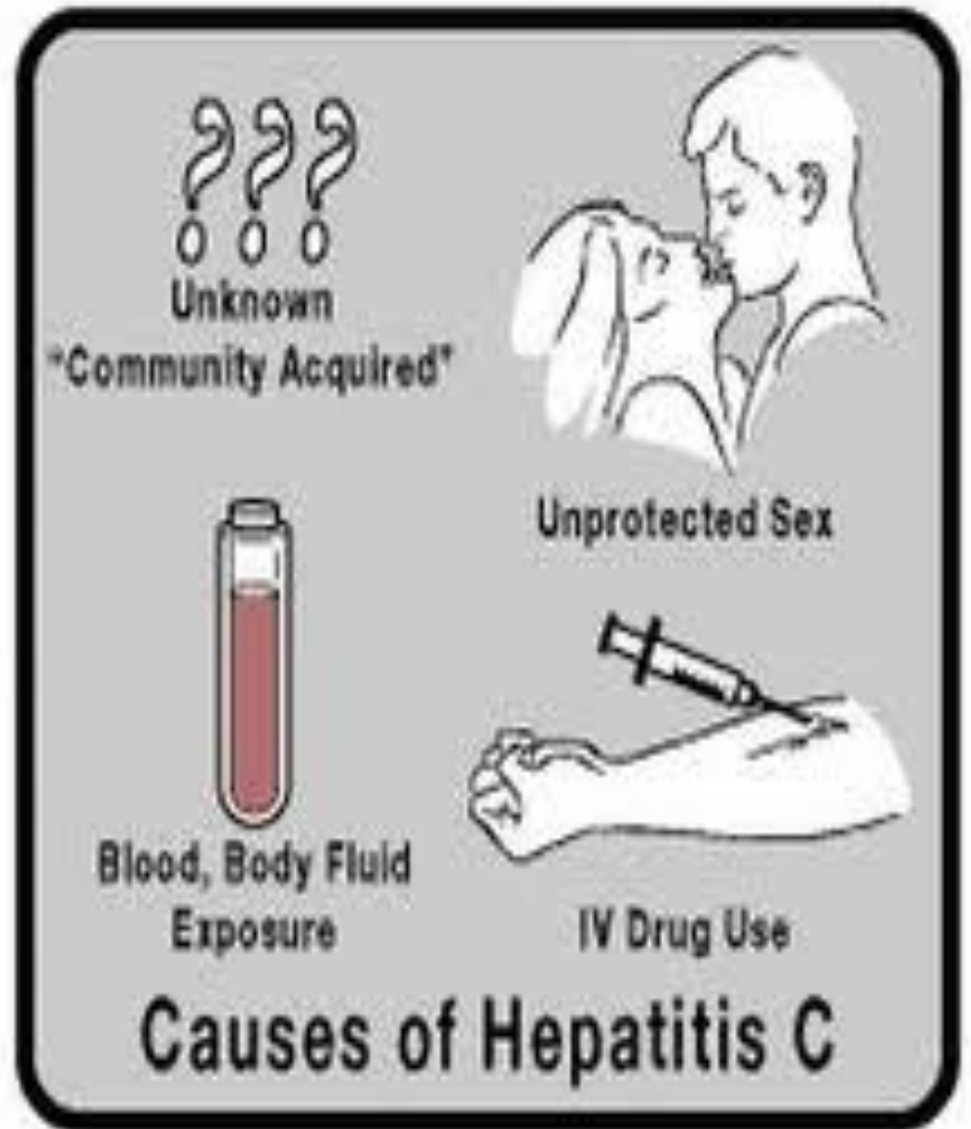 ???
Unknown
"Community Acquired"
Unprotected Sex
Blood, Body Fluid
Exposure
IV Drug Use
Causes of Hepatitis C